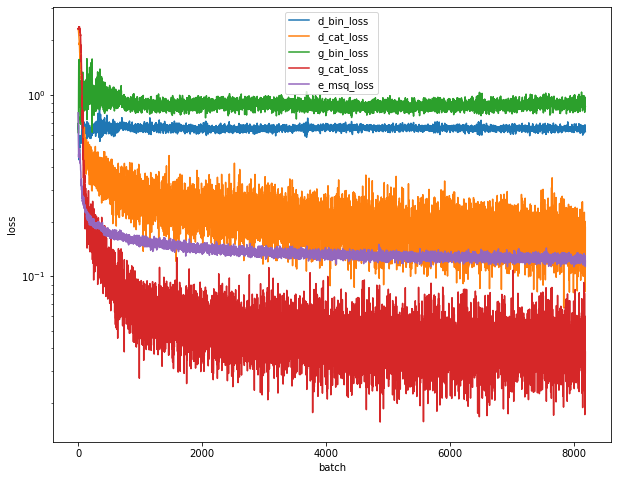 d_bin_loss
d_cat_loss
g_bin_loss
g_cat_loss
e_msq_loss
10⁰
loss
10⁻¹
0
2000
4000
6000
8000
batch